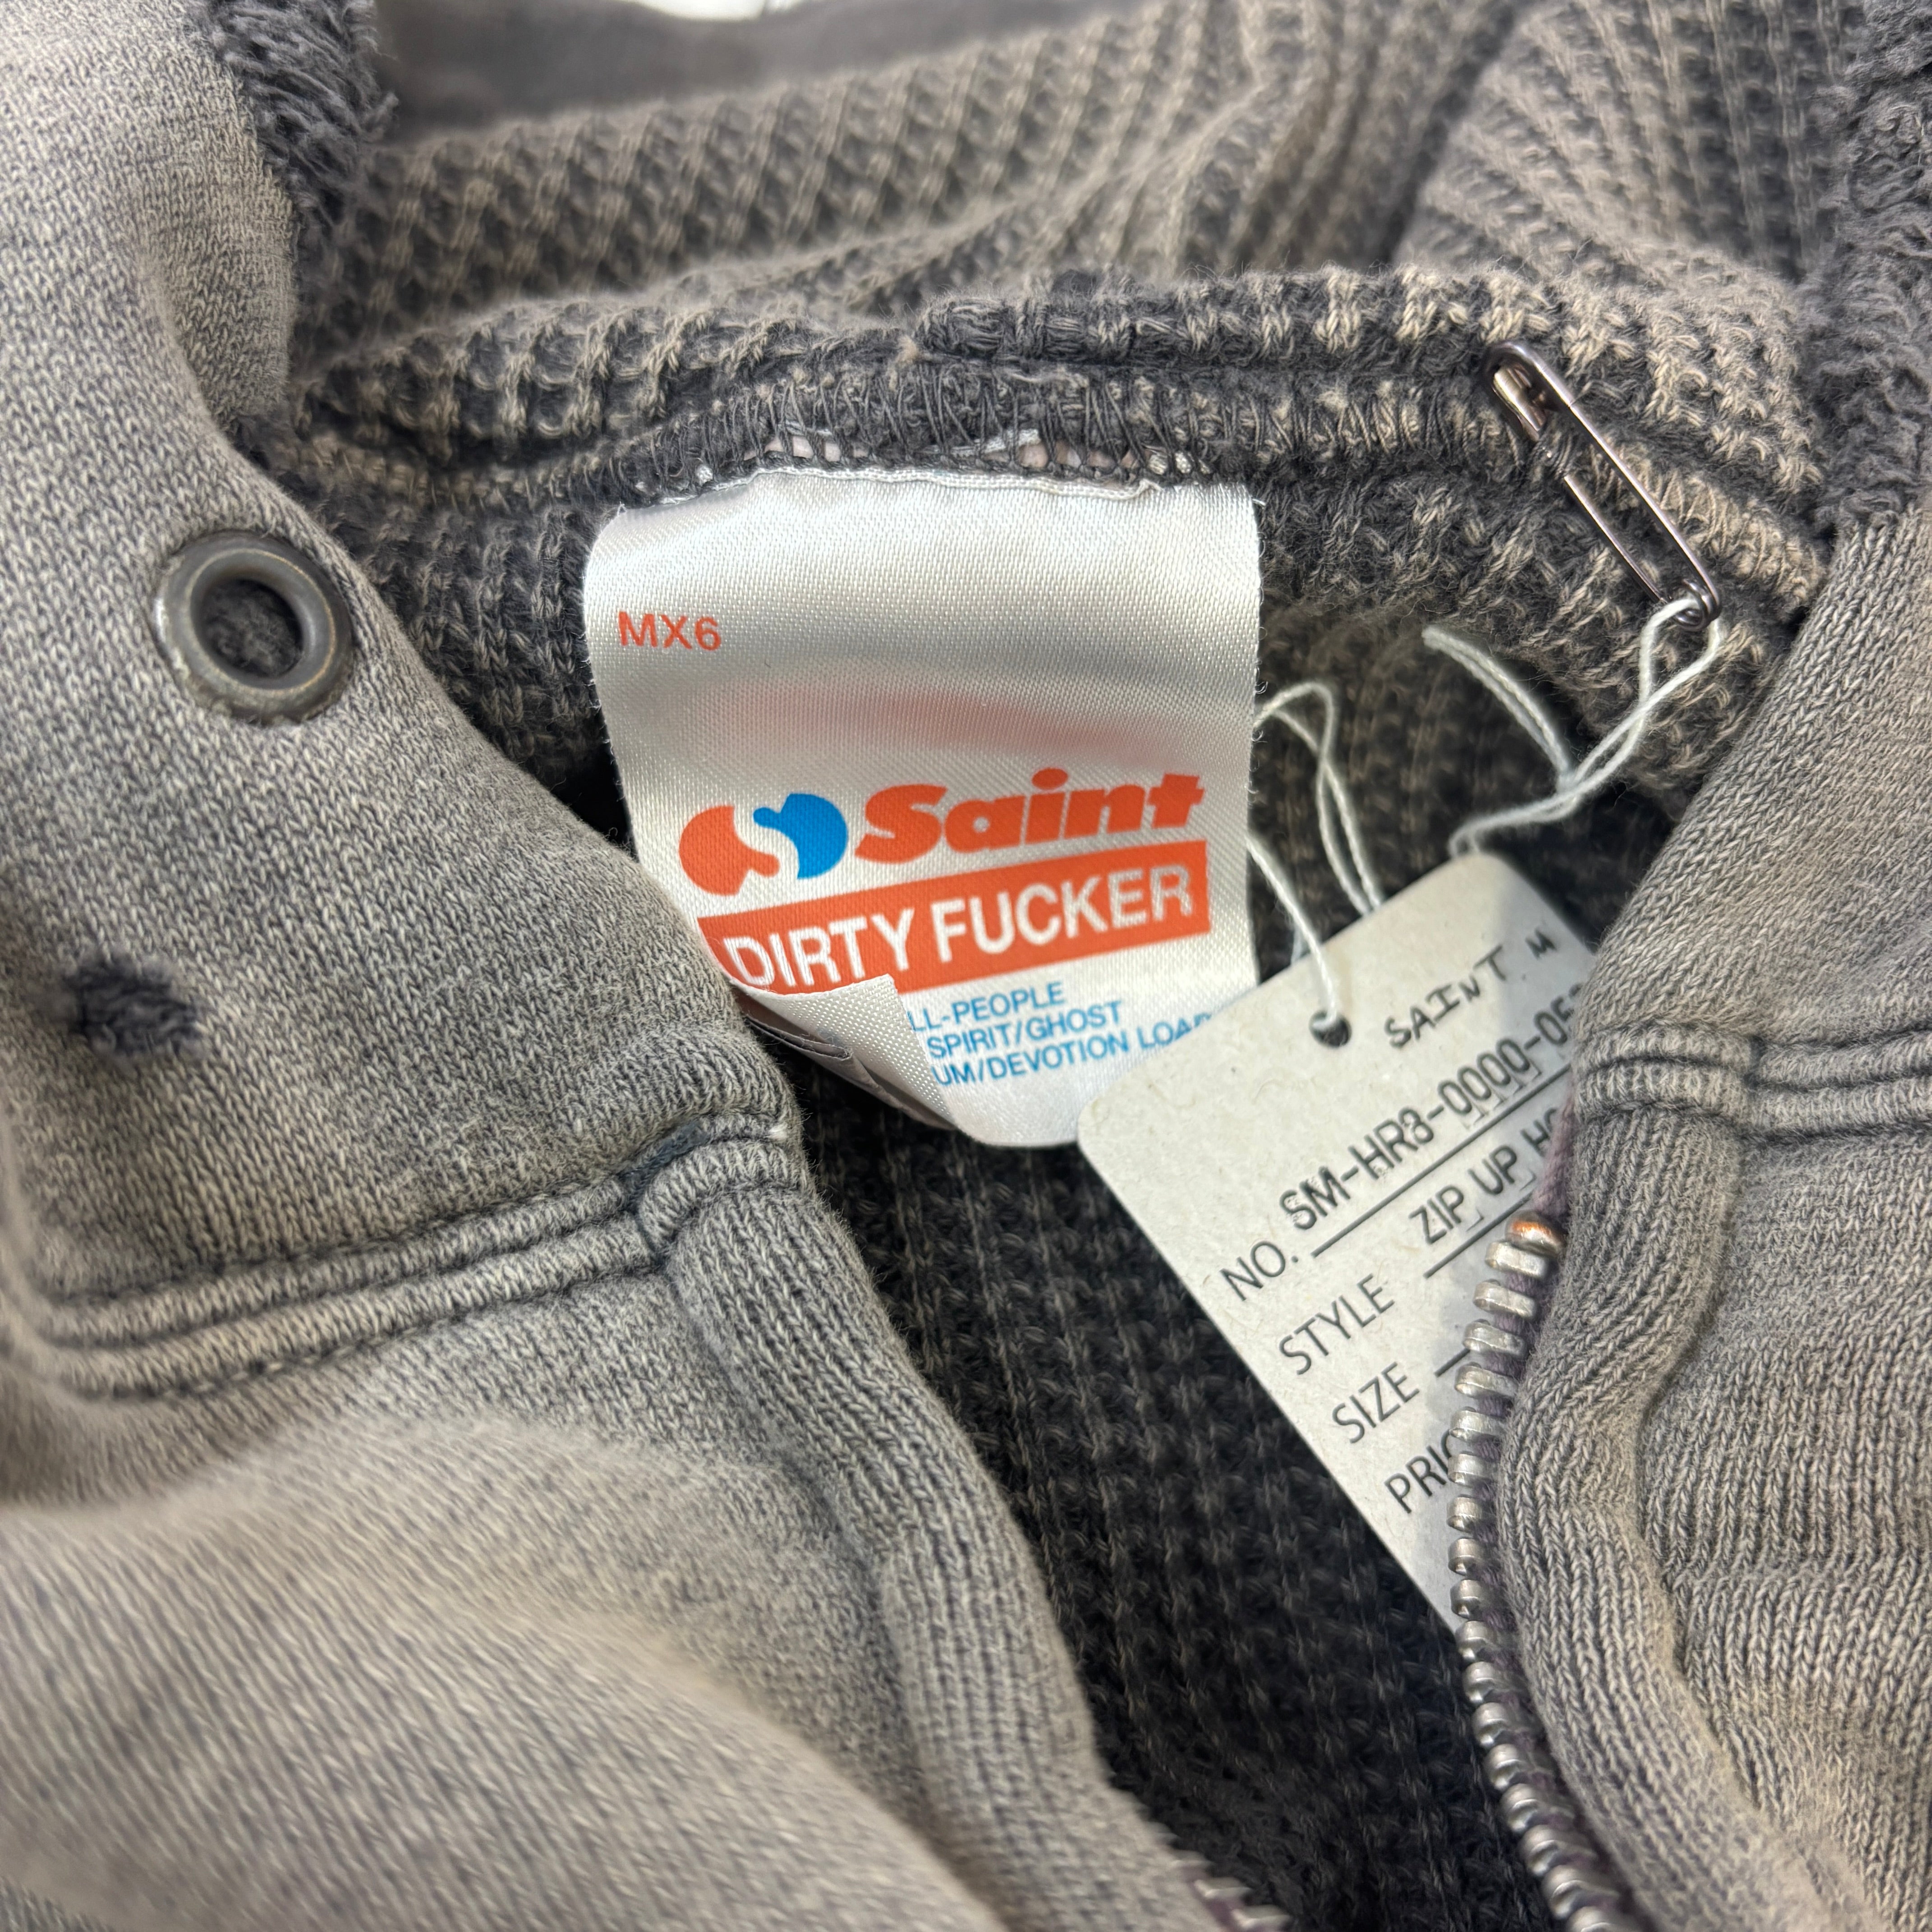 MX6
Saint
DIRTY FUCKER
LL-PEOPLE
SPIRIT/GHOST
UM/DEVOTION LOAD
SAINT M
NO. SM-HR8-0000-05
STYLE ZIP UP HO
SIZE
PRIC